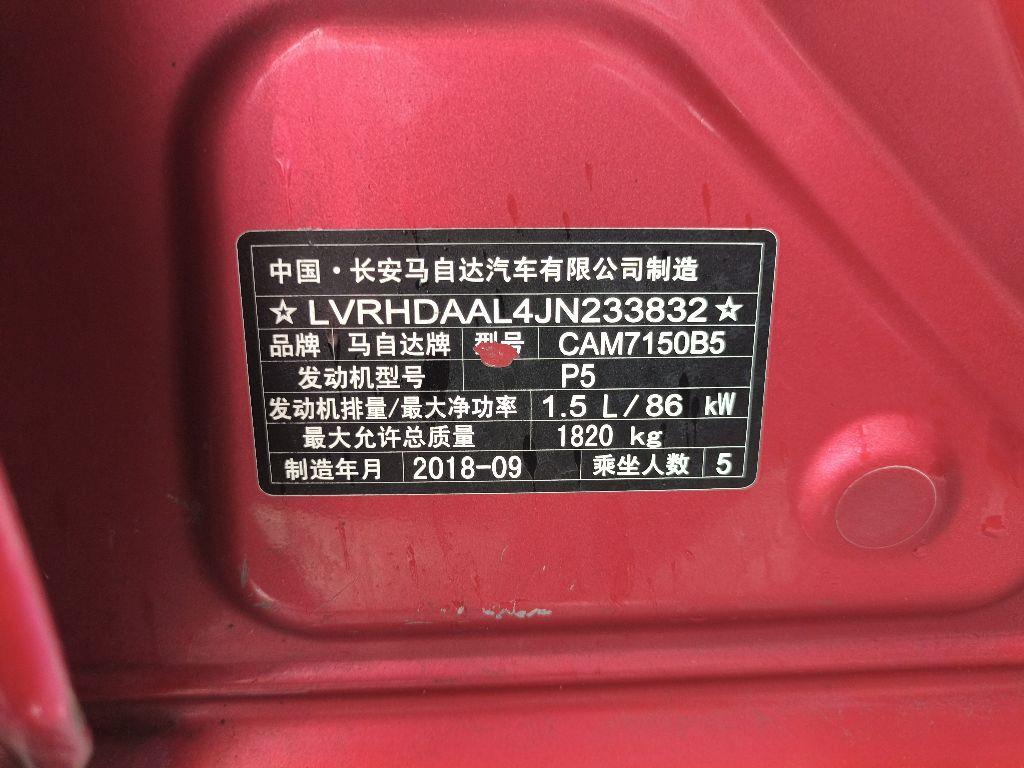 中国·长安马自达汽车有限公司制造
☆LVRHDAAL4JN233832☆
品牌 马自达牌 型号 CAM7150B5
发动机型号 P5
发动机排量/最大净功率 1.5 L/86 kW
最大允许总质量 1820 kg
制造年月 2018-09 乘坐人数 5